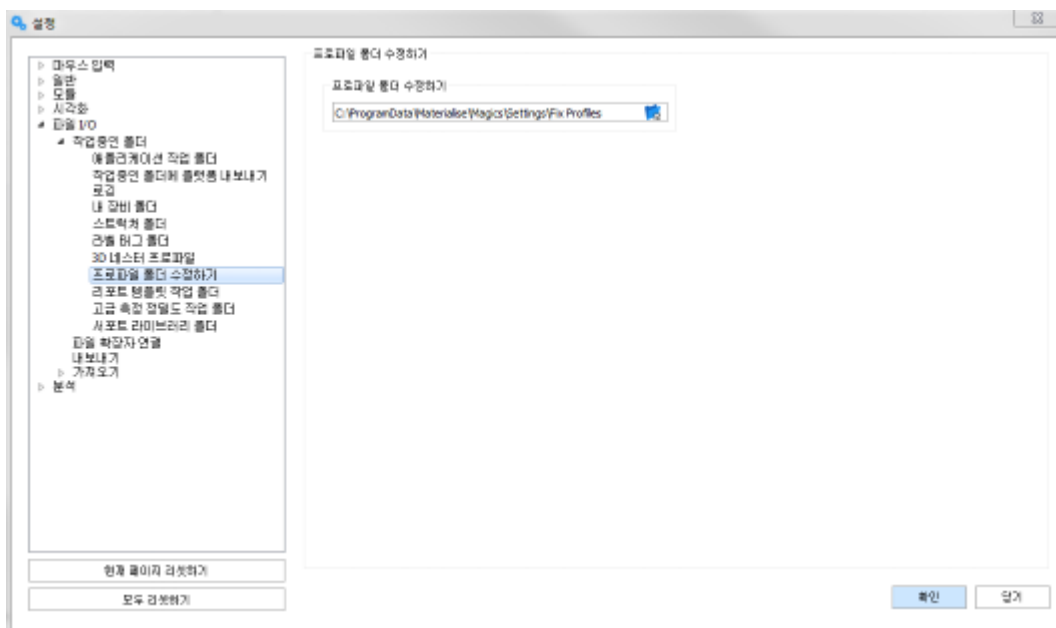 설정
마우스 입력
일반
모듈
시각화
파일 I/O
작업중인 폴더
애플리케이션 작업 폴더
작업중인 폴더에 플랫폼 내보내기
로깅
내 장비 폴더
스트럭처 폴더
라벨 태그 폴더
3D 네스터 프로파일
프로파일 폴더 수정하기
리포트 템플릿 작업 폴더
고급 측정 정밀도 작업 폴더
서포트 라이브러리 폴더
파일 확장자 연결
내보내기
가져오기
분석
현재 페이지 리셋하기
모두 리셋하기
프로파일 폴더 수정하기
프로파일 폴더 수정하기
C:\ProgramData\Materialise\Magics\Settings\Fix Profiles
확인
닫기